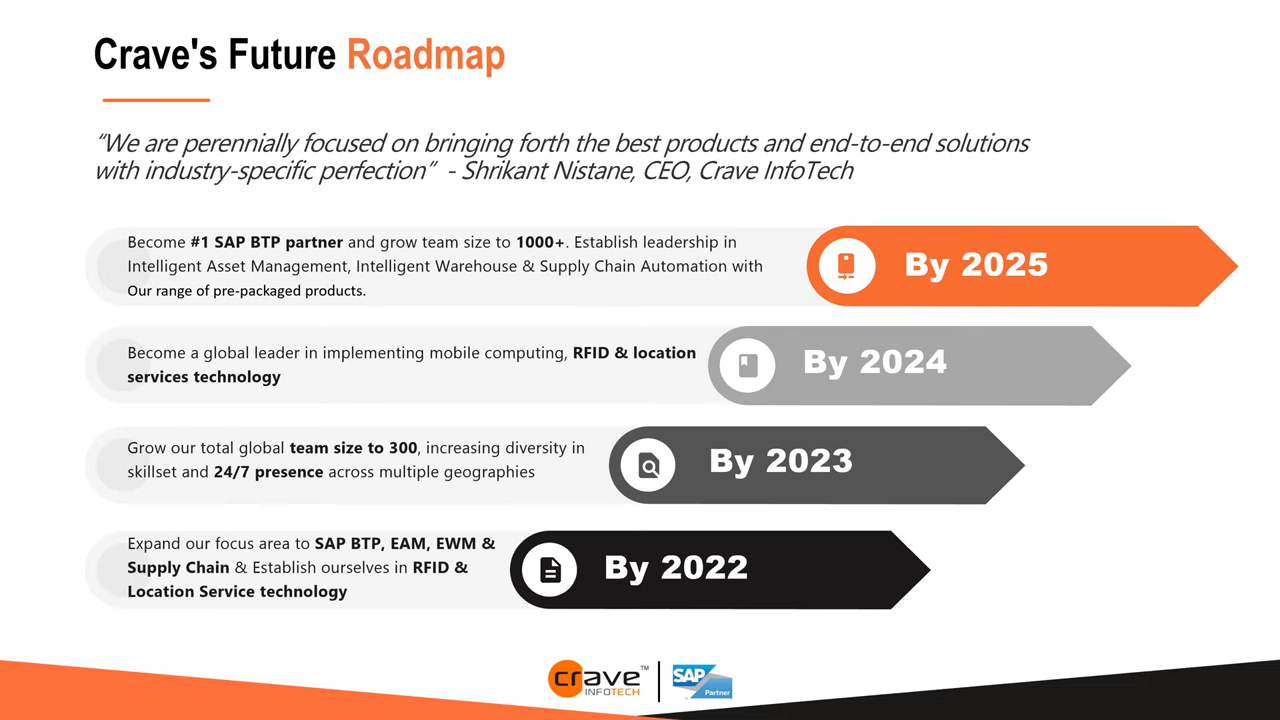 Crave's Future Roadmap
“We are perennially focused on bringing forth the best products and end-to-end solutions
with industry-specific perfection” - Shrikant Nistane, CEO, Crave InfoTech
Become #1 SAP BTP partner and grow team size to 1000+. Establish leadership in
Intelligent Asset Management, Intelligent Warehouse & Supply Chain Automation with
Our range of pre-packaged products.
By 2025
Become a global leader in implementing mobile computing, RFID & location
services technology
By 2024
Grow our total global team size to 300, increasing diversity in
skillset and 24/7 presence across multiple geographies
By 2023
Expand our focus area to SAP BTP, EAM, EWM &
Supply Chain & Establish ourselves in RFID &
Location Service technology
By 2022
crave™
INFOTECH
SAP
Partner